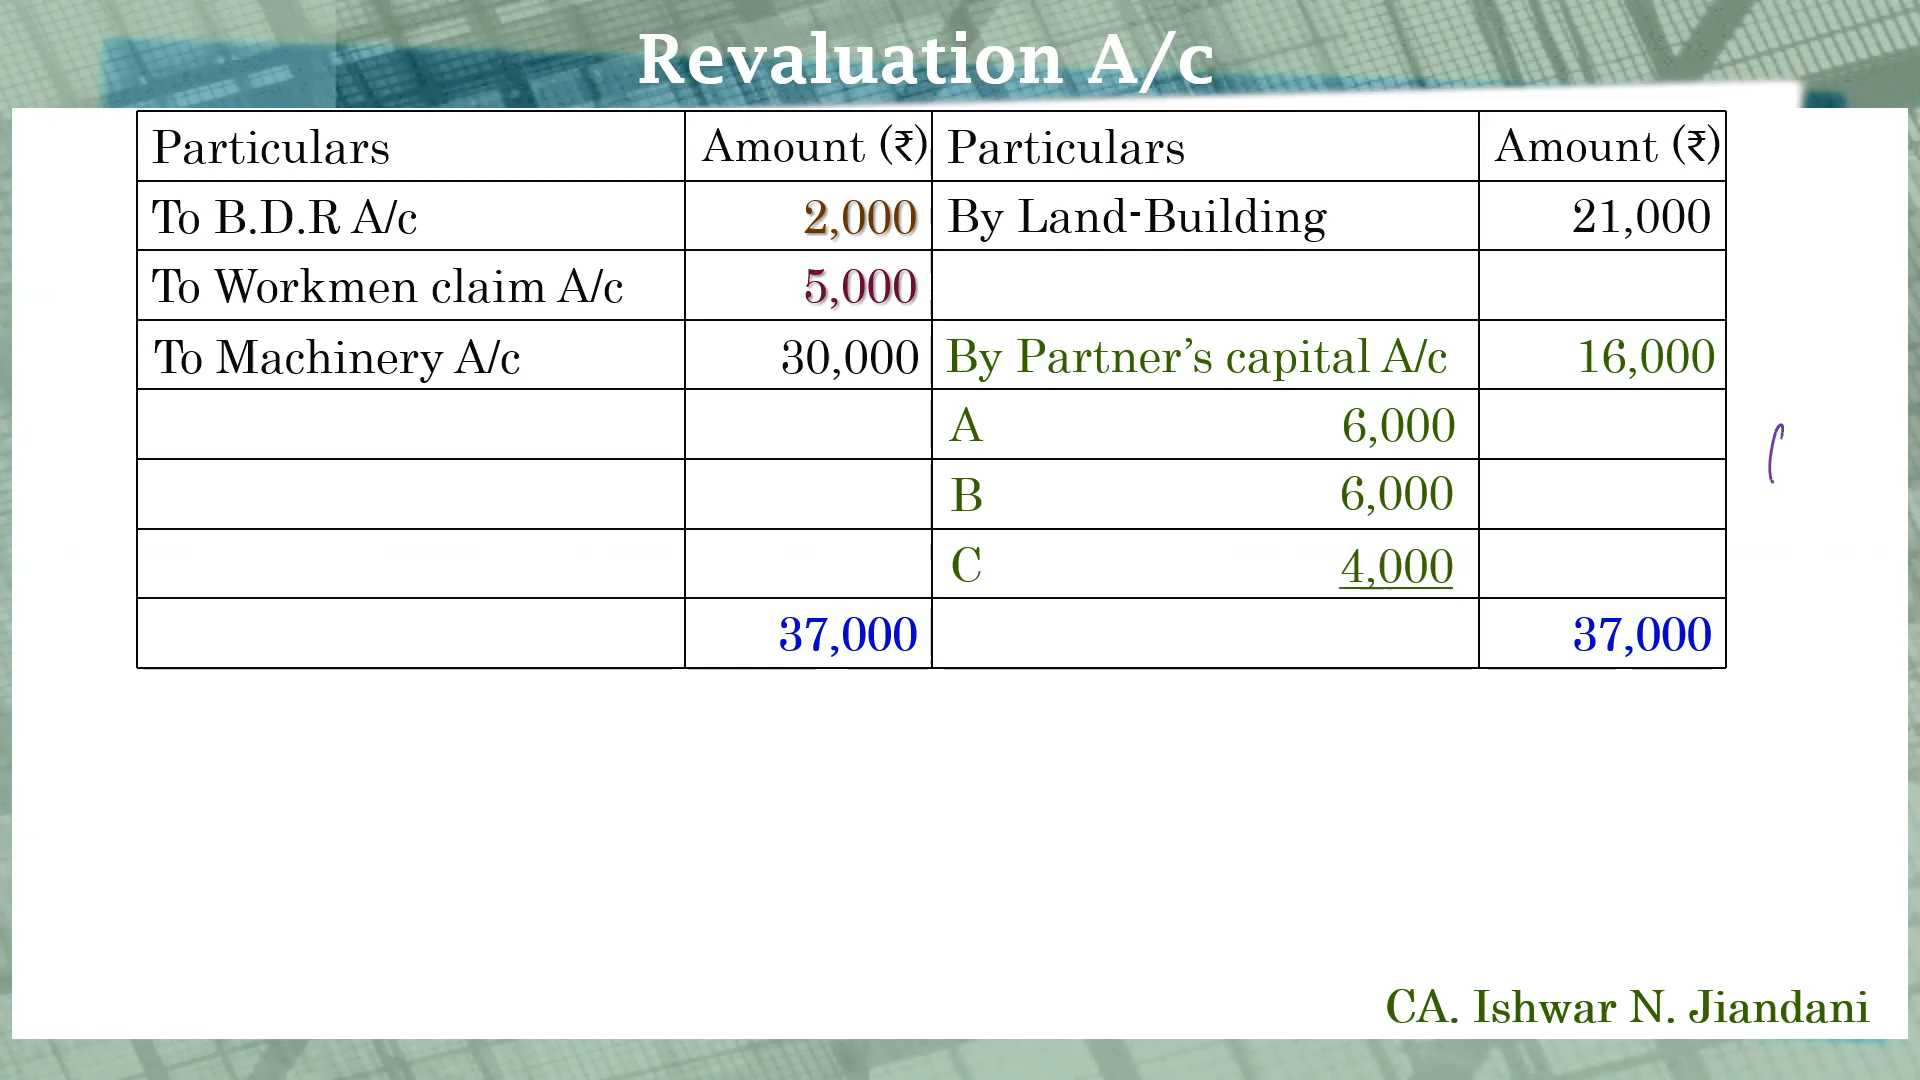 Revaluation A/c
Particulars Amount (₹) Particulars Amount (₹)
To B.D.R A/c 2,000 By Land-Building 21,000
To Workmen claim A/c 5,000
To Machinery A/c 30,000 By Partner’s capital A/c 16,000
A 6,000
B 6,000
C 4,000
37,000 37,000
CA. Ishwar N. Jiandani